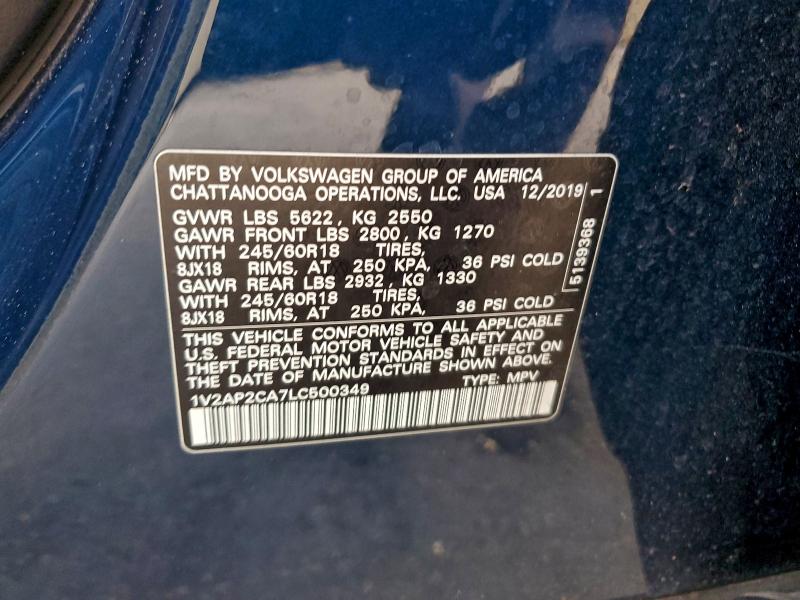 MFD BY VOLKSWAGEN GROUP OF AMERICA
CHATTANOOGA OPERATIONS, LLC. USA 12/2019
GVWR LBS 5622, KG 2550
GAWR FRONT LBS 2800, KG 1270
WITH 245/60R18 TIRES,
8JX18 RIMS, AT 250 KPA, 36 PSI COLD
GAWR REAR LBS 2932, KG 1330
WITH 245/60R18 TIRES,
8JX18 RIMS, AT 250 KPA, 36 PSI COLD
THIS VEHICLE CONFORMS TO ALL APPLICABLE
U.S. FEDERAL MOTOR VEHICLE SAFETY AND
THEFT PREVENTION STANDARDS IN EFFECT ON
THE DATE OF MANUFACTURE SHOWN ABOVE.
1V2AP2CA7LC500349 TYPE: MPV
5139368 1